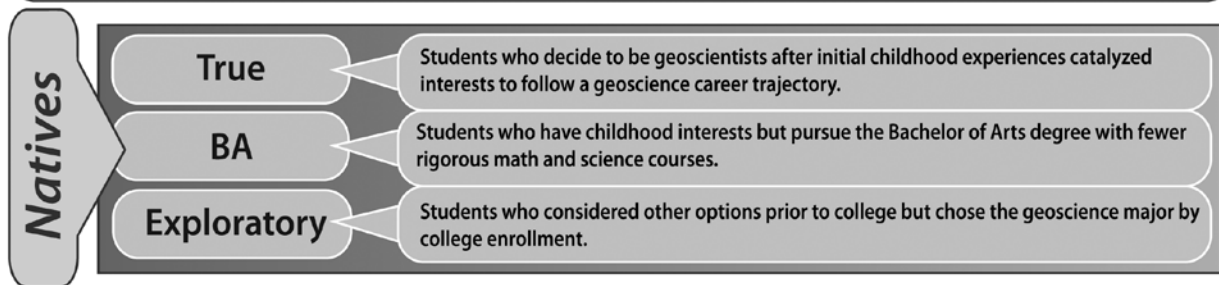 Natives
True
Students who decide to be geoscientists after initial childhood experiences catalyzed
interests to follow a geoscience career trajectory.
BA
Students who have childhood interests but pursue the Bachelor of Arts degree with fewer
rigorous math and science courses.
Exploratory
Students who considered other options prior to college but chose the geoscience major by
college enrollment.